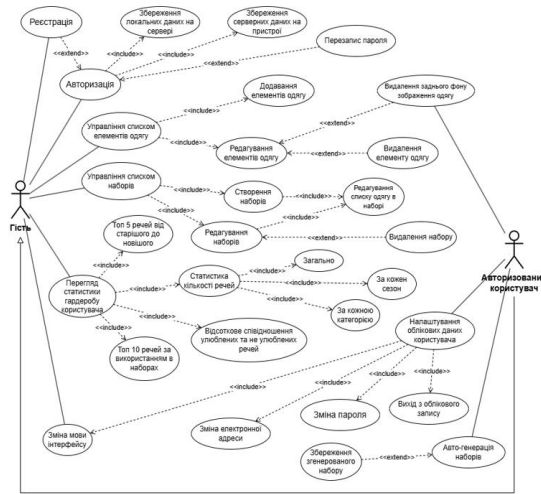 Реєстрація
Збереження
локальних даних на
сервері
Збереження
серверних даних на
пристрої
Перезапис пароля
<<extend>>
<<include>>
<<include>>
<<extend>>
Авторизація
Додавання
елементів одягу
Видалення заднього фону
зображення одягу
Управління списком
елементів одягу
<<include>>
<<include>>
<<extend>>
Редагування
елементів одягу
<<extend>>
Видалення
елементу одягу
Управління списком
наборів
<<include>>
Створення
наборів
<<include>>
Редагування
списку одягу в
наборі
<<include>>
<<include>>
Гість
Топ 5 речей від
старішого до
новішого
Редагування
наборів
<<extend>>
Видалення набору
Авторизовани
користувач
<<include>>
Загально
Перегляд
статистики
гардеробу
користувача
<<include>>
Статистика
кількості речей
<<include>>
<<include>>
За кожен
сезон
<<include>>
За кожною
категорією
<<include>>
<<include>>
Відсоткове співідношення
улюблених та не улюблених
речей
Налаштування
облікових даних
користувача
Топ 10 речей за
використанням в
наборах
<<include>>
<<include>>
<<include>>
<<include>>
Зміна мови
інтерфейсу
Зміна електронної
адреси
Зміна пароля
Вихід з облікового
запису
Збереження
згенерованого
набору
<<extend>>
Авто-генерація
наборів